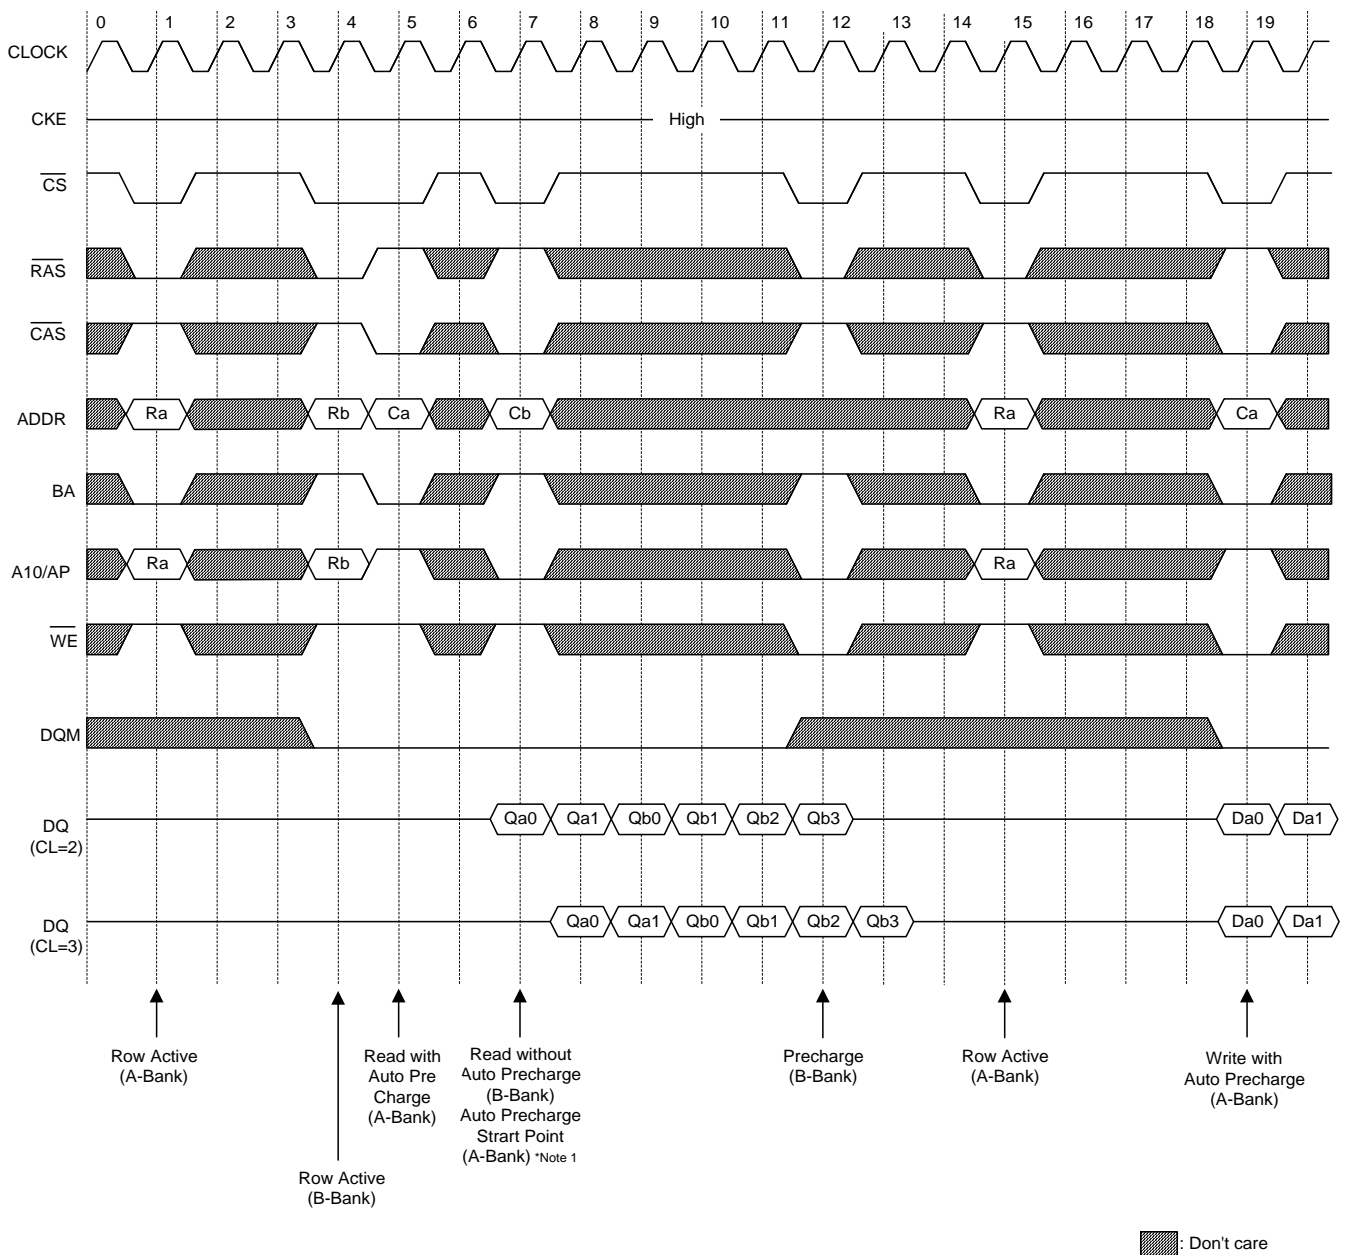 0 1 2 3 4 5 6 7 8 9 10 11 12 13 14 15 16 17 18 19
CLOCK
CKE High
CS
RAS
CAS
ADDR Ra Rb Ca Cb Ra Ca
BA
A10/AP Ra Rb Ra
WE
DQM
DQ
(CL=2) Qa0 Qa1 Qb0 Qb1 Qb2 Qb3 Da0 Da1
DQ
(CL=3) Qa0 Qa1 Qb0 Qb1 Qb2 Qb3 Da0 Da1
Row Active
(A-Bank)
Row Active
(B-Bank)
Read with
Auto Pre
Charge
(A-Bank)
Read without
Auto Precharge
(B-Bank)
Auto Precharge
Strart Point
(A-Bank) *Note 1
Precharge
(B-Bank)
Row Active
(A-Bank)
Write with
Auto Precharge
(A-Bank)
: Don't care